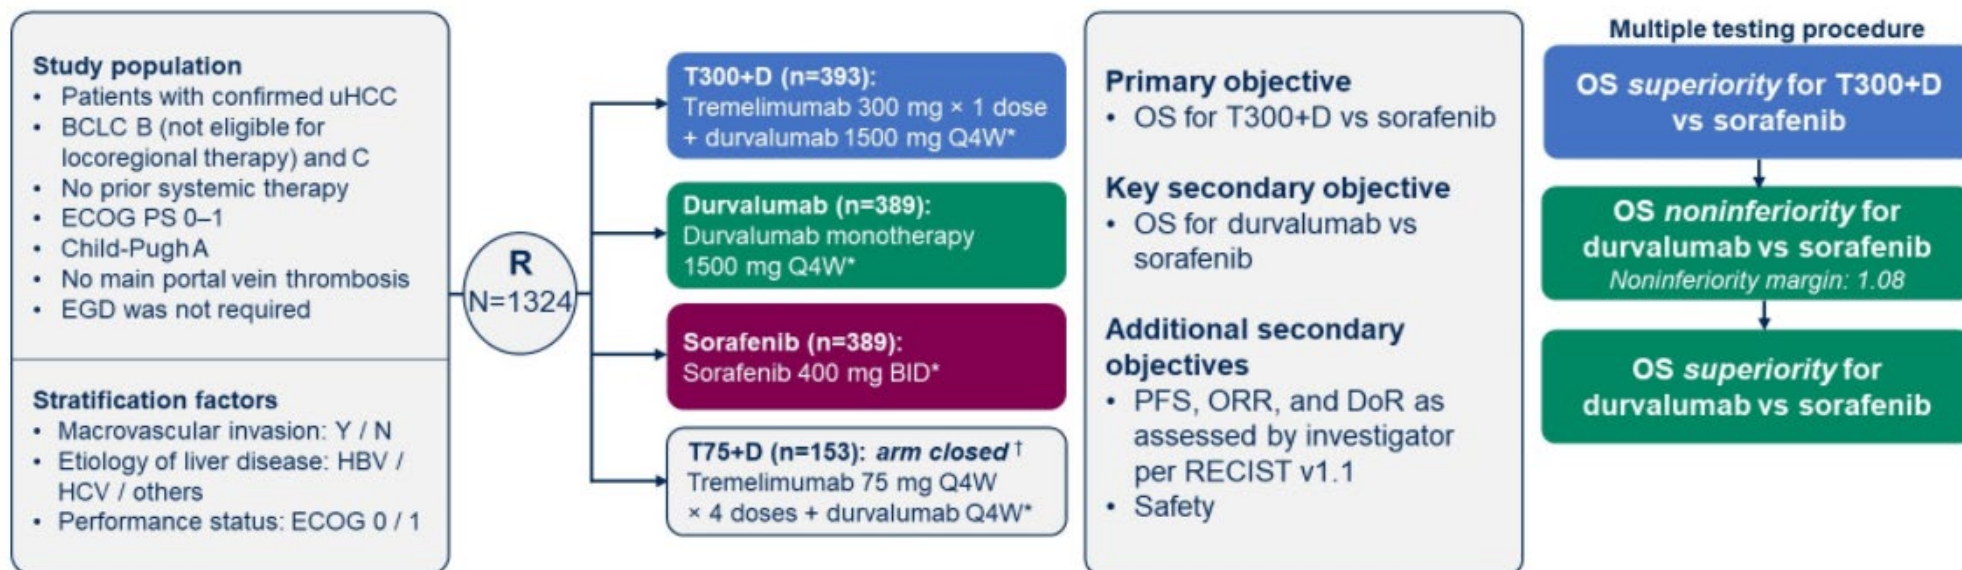 Study population
• Patients with confirmed uHCC
• BCLC B (not eligible for
locoregional therapy) and C
• No prior systemic therapy
• ECOG PS 0–1
• Child-Pugh A
• No main portal vein thrombosis
• EGD was not required
Stratification factors
• Macrovascular invasion: Y / N
• Etiology of liver disease: HBV /
HCV / others
• Performance status: ECOG 0 / 1
R
N=1324
T300+D (n=393):
Tremelimumab 300 mg × 1 dose
+ durvalumab 1500 mg Q4W*
Durvalumab (n=389):
Durvalumab monotherapy
1500 mg Q4W*
Sorafenib (n=389):
Sorafenib 400 mg BID*
T75+D (n=153): arm closed †
Tremelimumab 75 mg Q4W
× 4 doses + durvalumab Q4W*
Primary objective
• OS for T300+D vs sorafenib
Key secondary objective
• OS for durvalumab vs
sorafenib
Additional secondary
objectives
• PFS, ORR, and DoR as
assessed by investigator
per RECIST v1.1
• Safety
Multiple testing procedure
OS superiority for T300+D
vs sorafenib
OS noninferiority for
durvalumab vs sorafenib
Noninferiority margin: 1.08
OS superiority for
durvalumab vs sorafenib